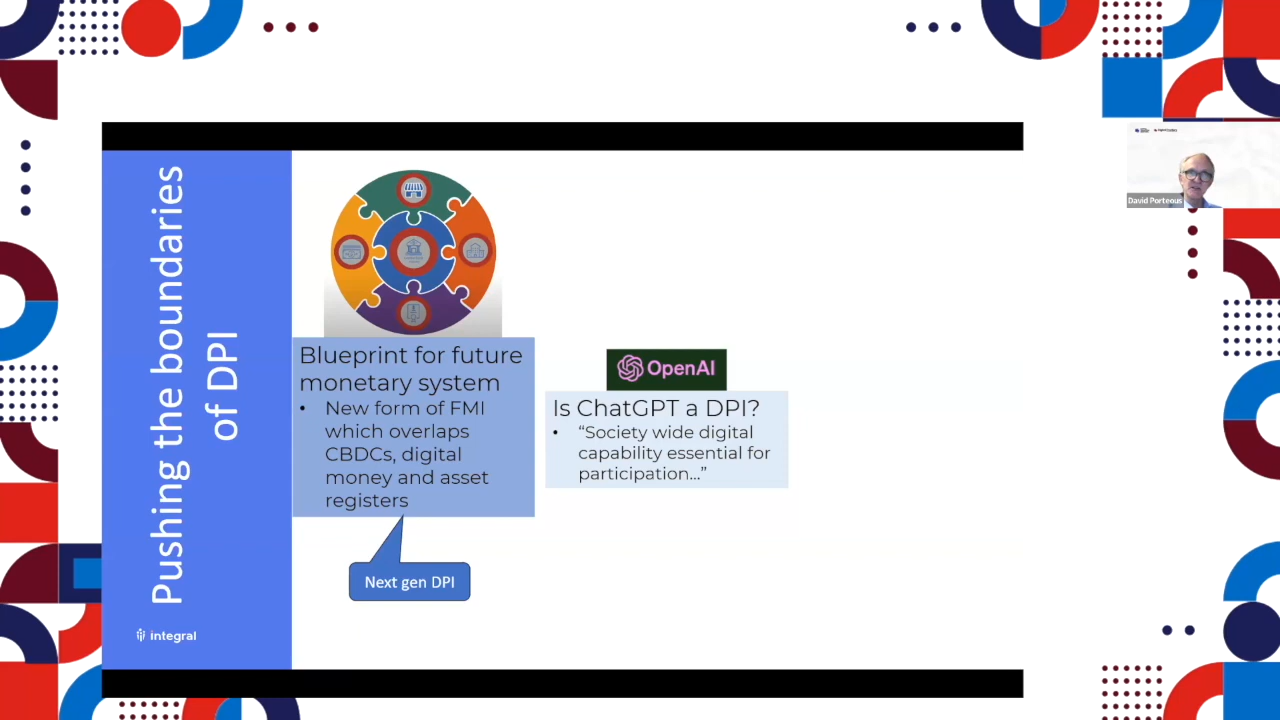 Pushing the boundaries
of DPI
integral
Blueprint for future
monetary system
• New form of FMI
which overlaps
CBDCs, digital
money and asset
registers
Next gen DPI
OpenAI
Is ChatGPT a DPI?
• “Society wide digital
capability essential for
participation...”
David Porteous